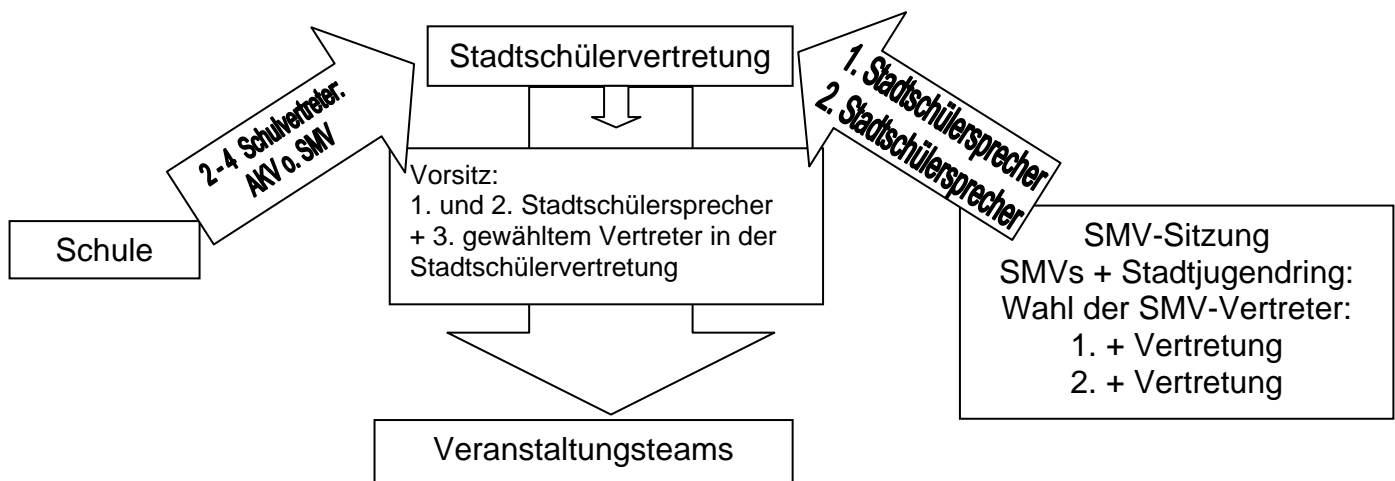 Stadtschülervertretung
2 - 4 Schulvertreter:
AKV o. SMV
1. Stadtschülersprecher
2. Stadtschülersprecher
Vorsitz:
1. und 2. Stadtschülersprecher
+ 3. gewähltem Vertreter in der
Stadtschülervertretung
Schule
SMV-Sitzung
SMVs + Stadtjugendring:
Wahl der SMV-Vertreter:
1. + Vertretung
2. + Vertretung
Veranstaltungsteams